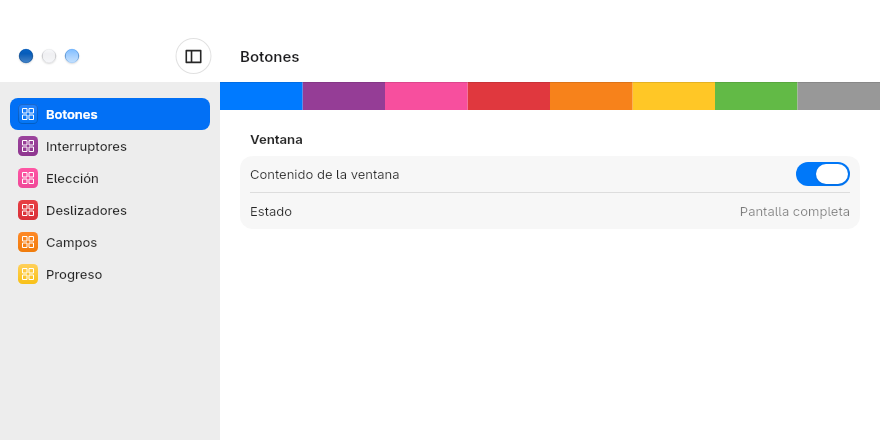 Botones
Botones
Interruptores
Elección
Deslizadores
Campos
Progreso
Ventana
Contenido de la ventana
Estado
Pantalla completa